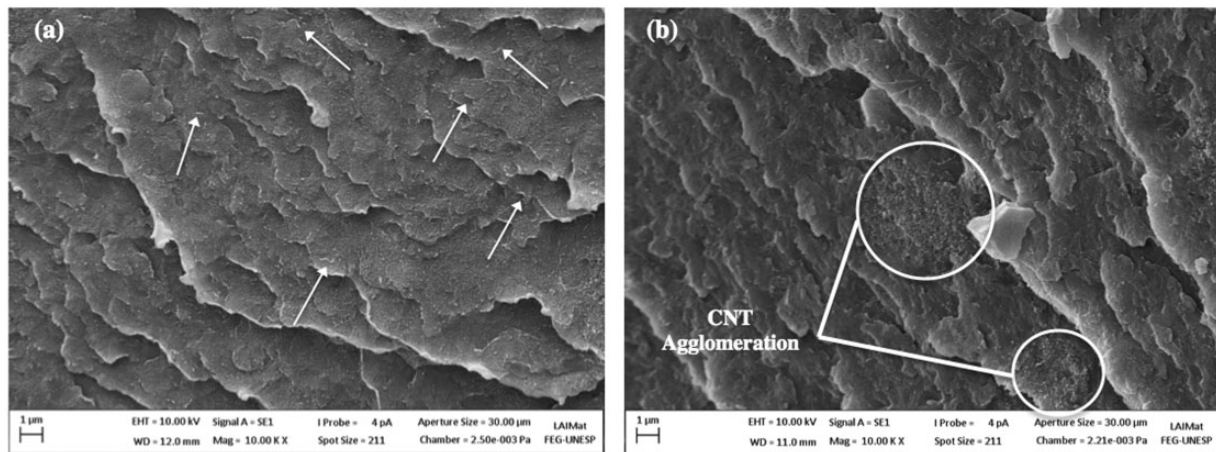 (a)
1 µm
EHT = 10.00 kV Signal A = SE1 I Probe = 4 pA Aperture Size = 30.00 µm LAIMat
WD = 12.0 mm Mag = 10.00 K X Spot Size = 211 Chamber = 2.50e-003 Pa FEG-UNESP
(b)
CNT
Agglomeration
1 µm
EHT = 10.00 kV Signal A = SE1 I Probe = 4 pA Aperture Size = 30.00 µm LAIMat
WD = 11.0 mm Mag = 10.00 K X Spot Size = 211 Chamber = 2.21e-003 Pa FEG-UNESP